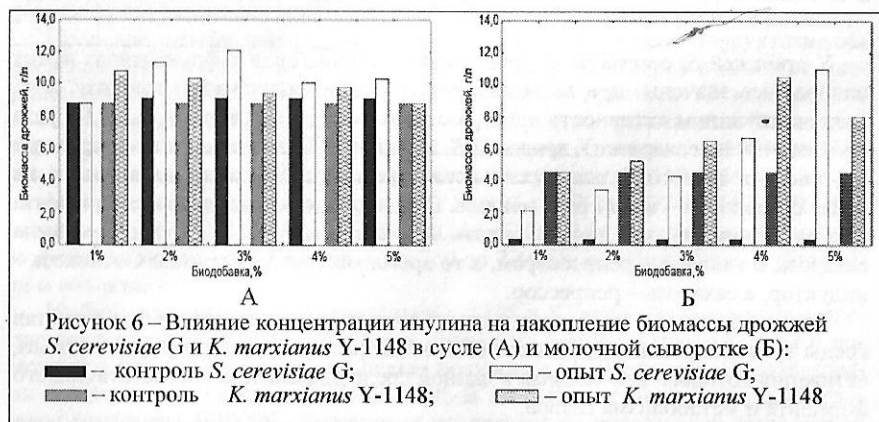 А
Биомасса дрожжей, г/л
14,0
12,0
10,0
8,0
6,0
4,0
2,0
0,0
1% 2% 3% 4% 5%
Биодобавка,%
А
Б
Биомасса дрожжей, г/л
14,0
12,0
10,0
8,0
6,0
4,0
2,0
0,0
1% 2% 3% 4% 5%
Биодобавка,%
Б
Рисунок 6 – Влияние концентрации инулина на накопление биомассы дрожжей
S. cerevisiae G и K. marxianus Y-1148 в сусле (А) и молочной сыворотке (Б):
– контроль S. cerevisiae G; – опыт S. cerevisiae G;
– контроль K. marxianus Y-1148; – опыт K. marxianus Y-1148